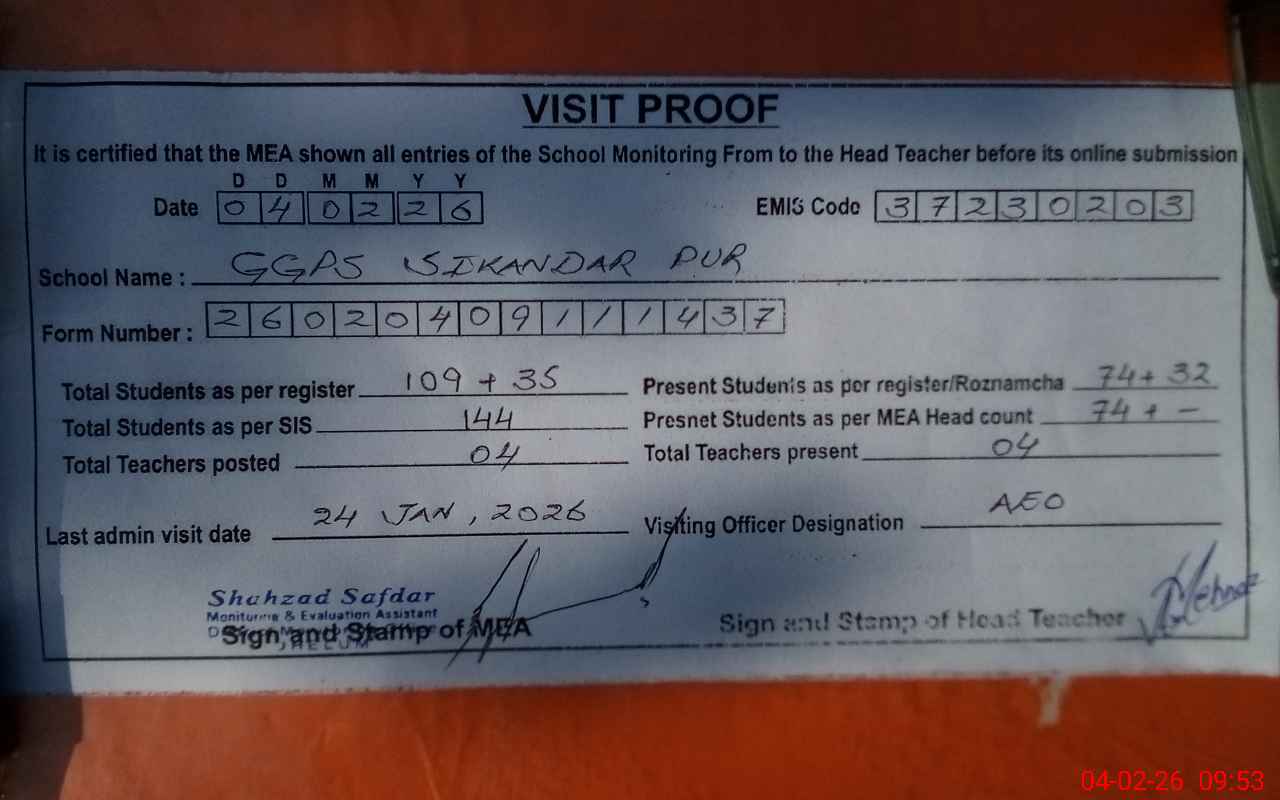 VISIT PROOF
It is certified that the MEA shown all entries of the School Monitoring From to the Head Teacher before its online submission
D D M M Y Y
Date 0 4 0 2 2 6 EMIS Code 3 7 2 3 0 2 0 3
School Name : GGPS SIKANDAR PUR
Form Number : 2 6 0 2 0 4 0 9 1 1 1 4 3 7
Total Students as per register 109 + 35 Present Students as per register/Roznamcha 74 + 32
Total Students as per SIS 144 Presnet Students as per MEA Head count 74 + -
Total Teachers posted 04 Total Teachers present 04
Last admin visit date 24 JAN, 2026 Visiting Officer Designation AEO
Shahzad Safdar
Monitoring & Evaluation Assistant
Sign and Stamp of MEA Sign and Stamp of Head Teacher
JHELUM
04-02-26 09:53